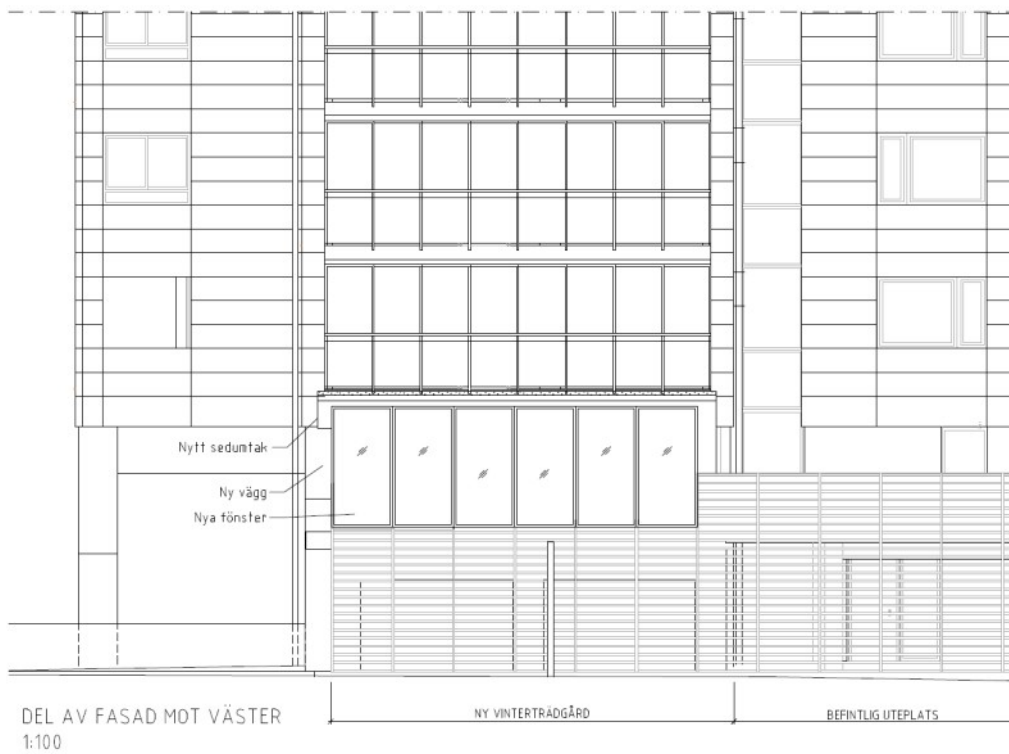 Nytt sedumtak
Ny vägg
Nya fönster
DEL AV FASAD MOT VÄSTER
1:100
NY VINTERTRÄDGÅRD
BEFINTLIG UTEPLATS